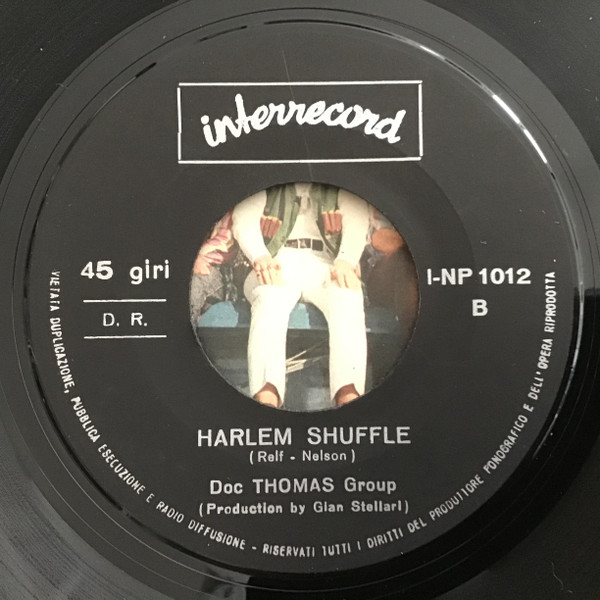 interrecord
45 giri
D. R.
I-NP 1012
B
HARLEM SHUFFLE
(Relf - Nelson)
Doc THOMAS Group
(Production by Gian Stellari)
VIETATA DUPLICAZIONE, PUBBLICA ESECUZIONE E RADIO DIFFUSIONE - RISERVATI TUTTI I DIRITTI DEL PRODUTTORE FONOGRAFICO E DELL'OPERA RIPRODOTTA.